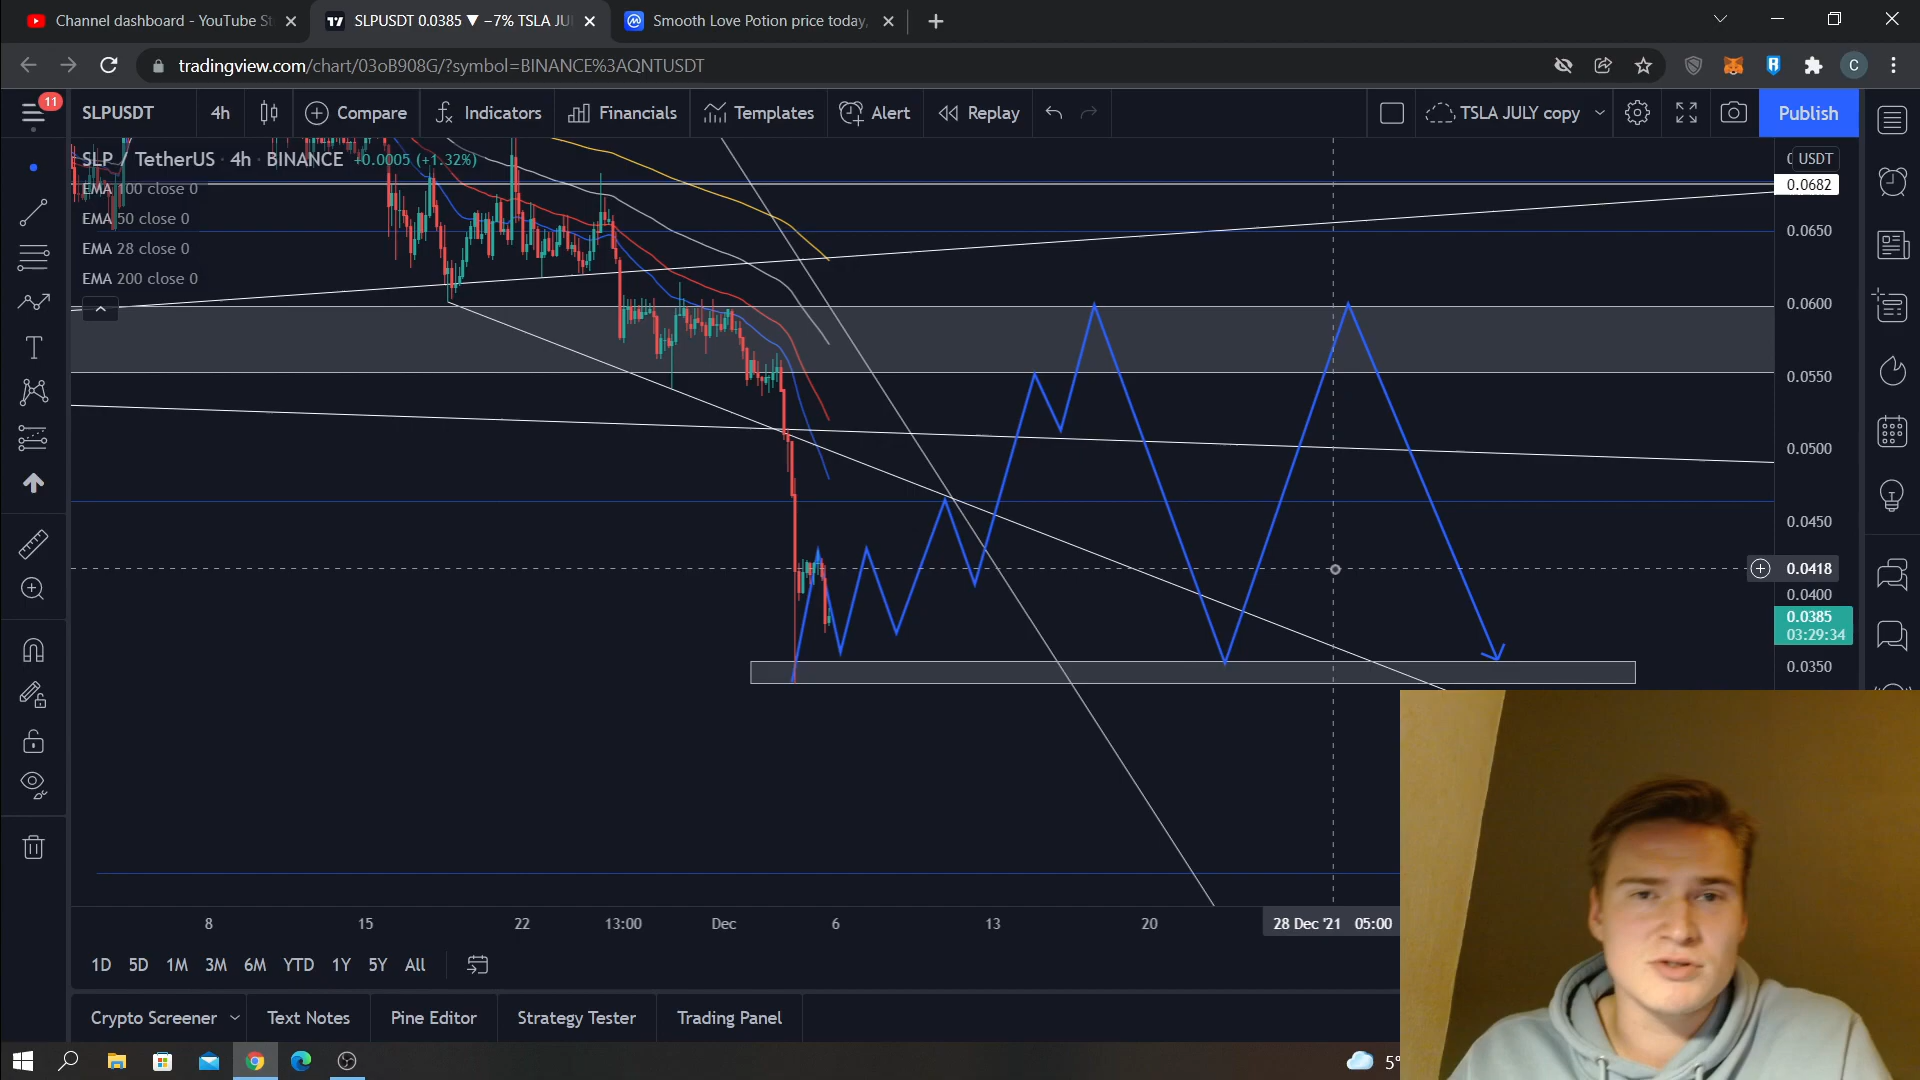 Channel dashboard - YouTube St
SLPUSDT 0.0385 ▼ −7% TSLA JU
Smooth Love Potion price today,
tradingview.com/chart/03oB908G/?symbol=BINANCE%3AQNTUSDT
C
11
SLPUSDT
4h
Compare
Indicators
Financials
Templates
Alert
Replay
TSLA JULY copy
Publish
SLP / TetherUS · 4h · BINANCE +0.0005 (+1.32%)
EMA 100 close 0
EMA 50 close 0
EMA 28 close 0
EMA 200 close 0
USDT
0.0682
0.0650
0.0600
0.0550
0.0500
0.0450
0.0418
0.0400
0.0385
03:29:34
0.0350
8
15
22
13:00
Dec
6
13
20
28 Dec '21 05:00
1D 5D 1M 3M 6M YTD 1Y 5Y All
Crypto Screener
Text Notes
Pine Editor
Strategy Tester
Trading Panel
5°